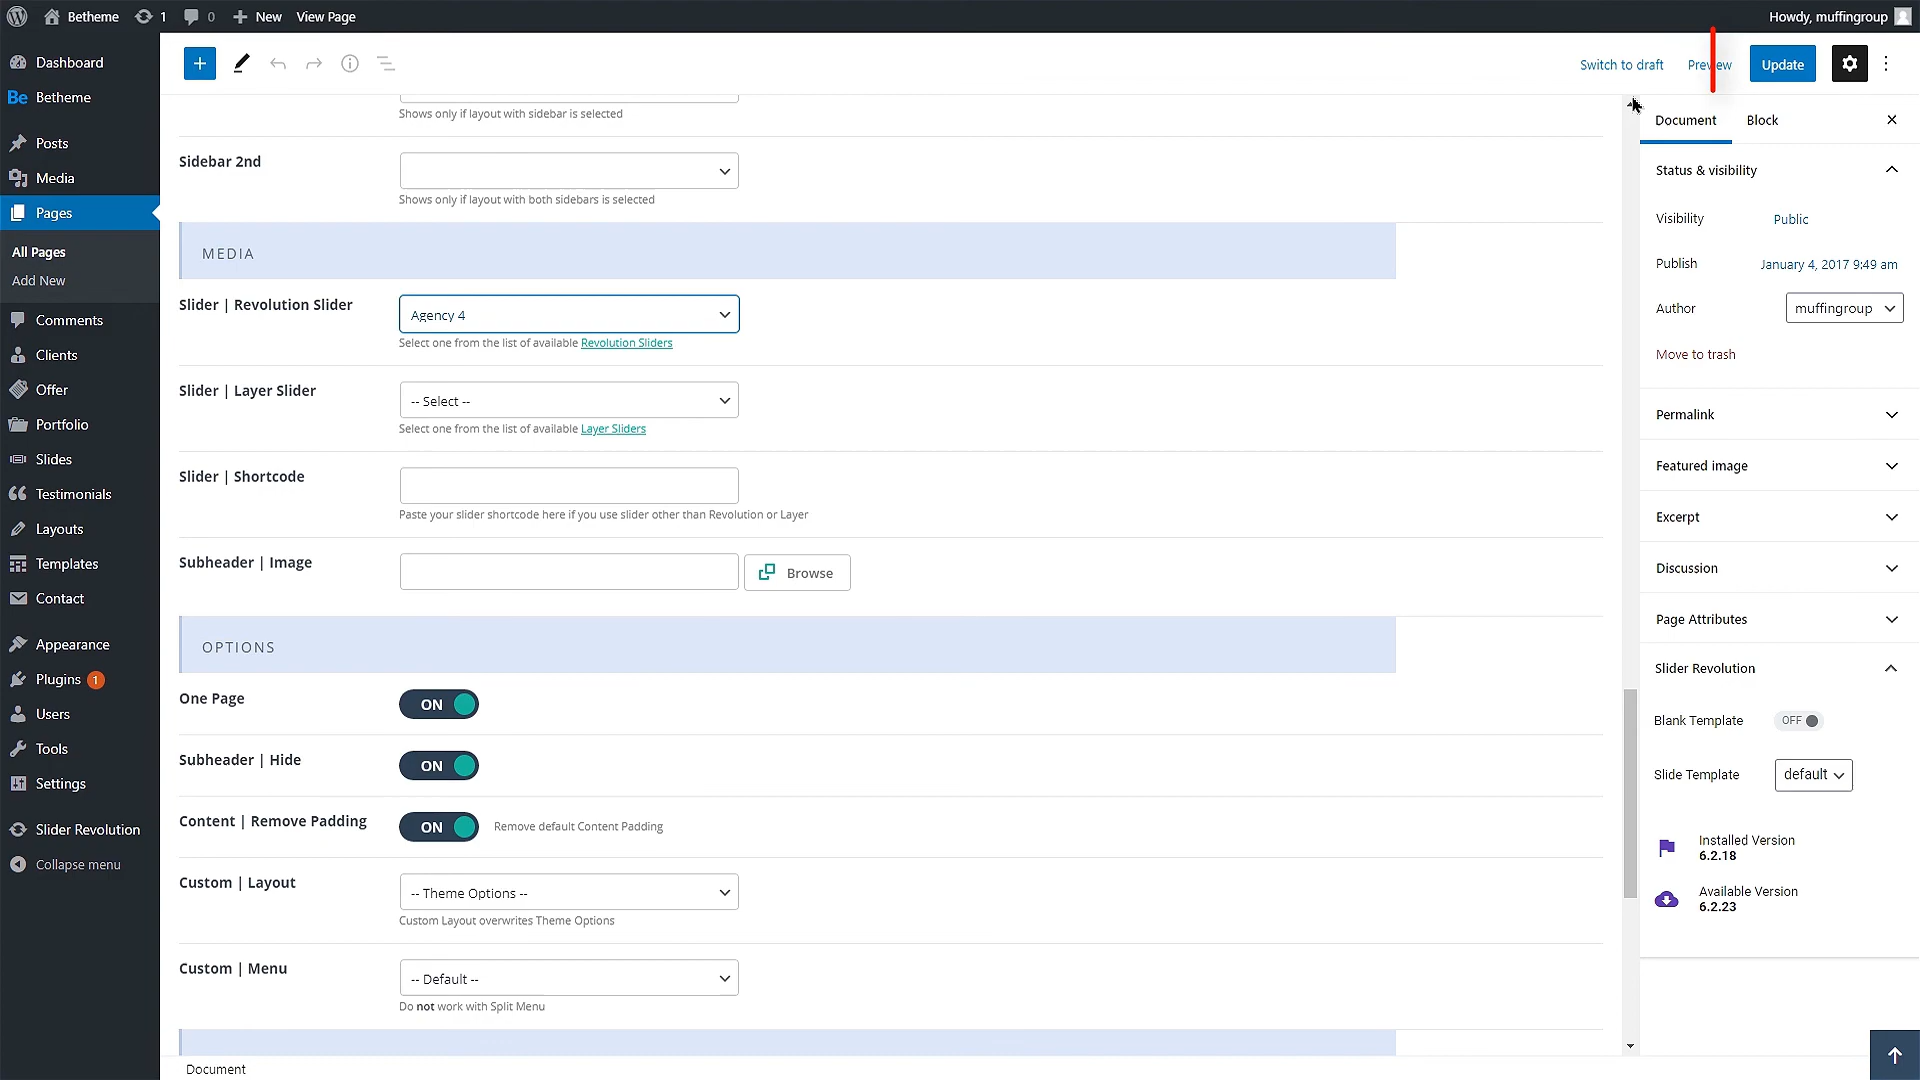 Betheme
1
0
New
View Page
Howdy, muffingroup
Dashboard
Be Betheme
Posts
Media
Pages
All Pages
Add New
Comments
Clients
Offer
Portfolio
Slides
Testimonials
Layouts
Templates
Contact
Appearance
Plugins 1
Users
Tools
Settings
Slider Revolution
Collapse menu
Switch to draft
Preview
Update
Shows only if layout with sidebar is selected
Sidebar 2nd
Shows only if layout with both sidebars is selected
MEDIA
Slider | Revolution Slider
Agency 4
Select one from the list of available Revolution Sliders
Slider | Layer Slider
-- Select --
Select one from the list of available Layer Sliders
Slider | Shortcode
Paste your slider shortcode here if you use slider other than Revolution or Layer
Subheader | Image
Browse
OPTIONS
One Page
ON
Subheader | Hide
ON
Content | Remove Padding
ON
Remove default Content Padding
Custom | Layout
-- Theme Options --
Custom Layout overwrites Theme Options
Custom | Menu
-- Default --
Do not work with Split Menu
Document
Document
Block
Status & visibility
Visibility
Public
Publish
January 4, 2017 9:49 am
Author
muffingroup
Move to trash
Permalink
Featured image
Excerpt
Discussion
Page Attributes
Slider Revolution
Blank Template
OFF
Slide Template
default
Installed Version
6.2.18
Available Version
6.2.23